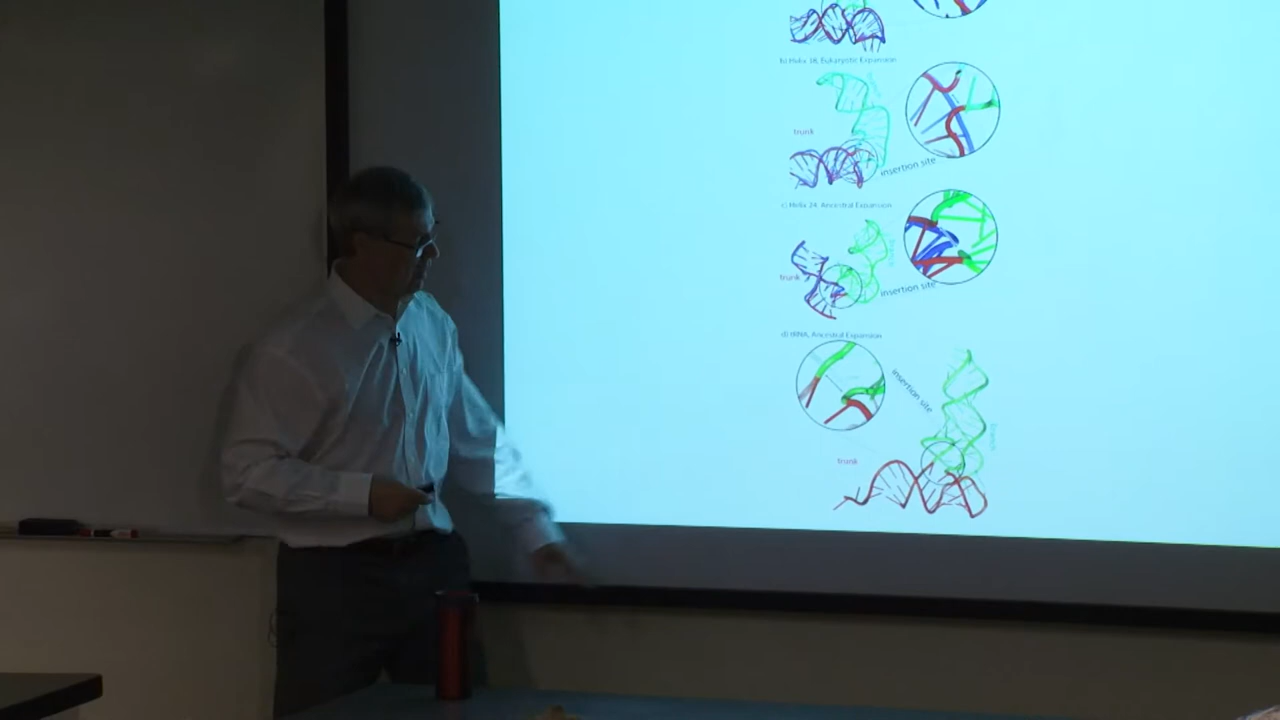 b) Helix 38, Eukaryotic Expansion
trunk
insertion site
c) Helix 24, Ancestral Expansion
trunk
insertion site
d) tRNA, Ancestral Expansion
insertion site
trunk